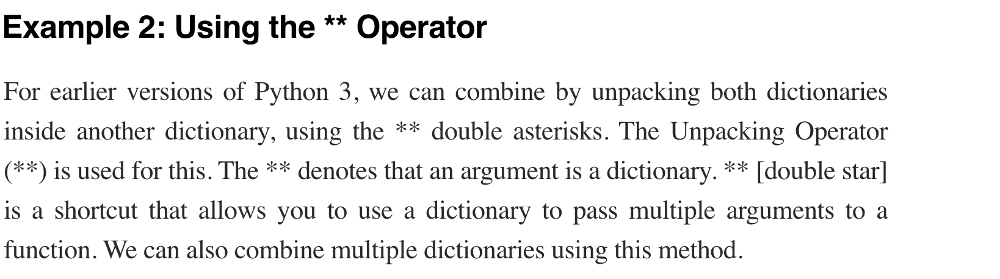 Example 2: Using the ** Operator
For earlier versions of Python 3, we can combine by unpacking both dictionaries
inside another dictionary, using the ** double asterisks. The Unpacking Operator
(**) is used for this. The ** denotes that an argument is a dictionary. ** [double star]
is a shortcut that allows you to use a dictionary to pass multiple arguments to a
function. We can also combine multiple dictionaries using this method.